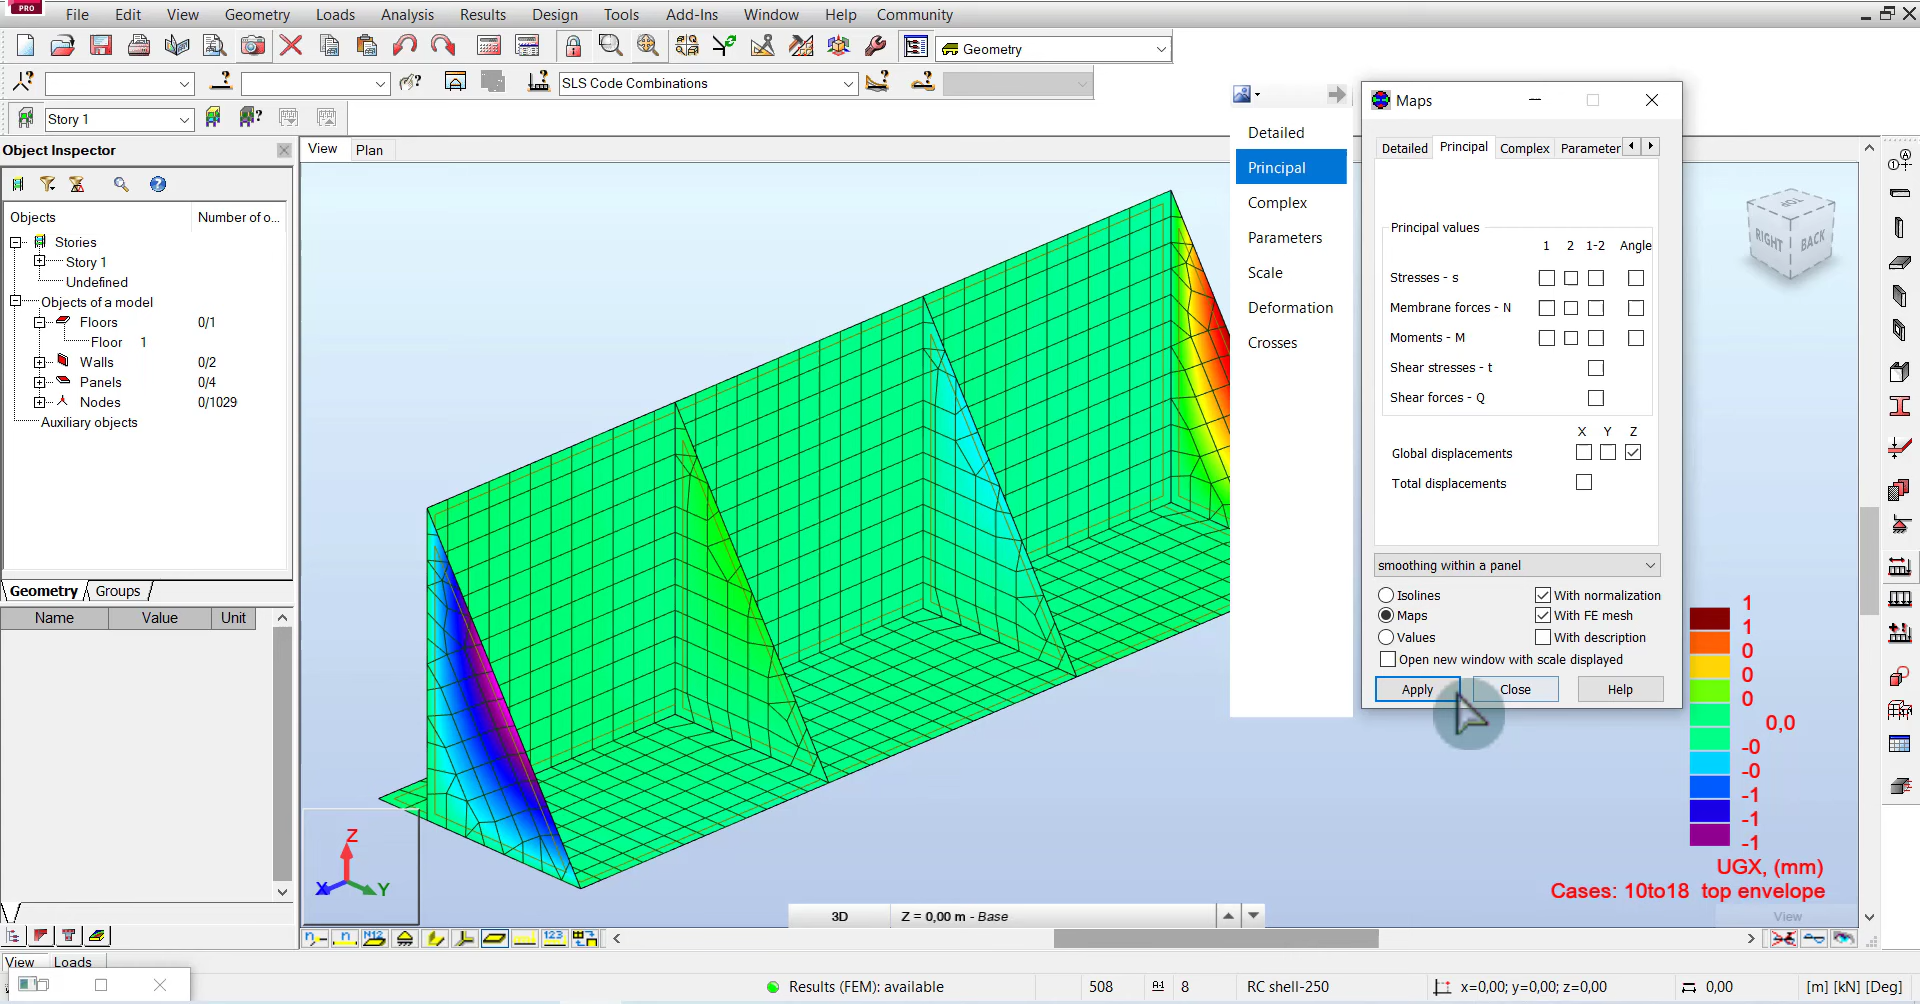 PRO
File Edit View Geometry Loads Analysis Results Design Tools Add-Ins Window Help Community
Geometry
SLS Code Combinations
Story 1
Object Inspector
View Plan
Objects Number of o...
Stories
Story 1
Undefined
Objects of a model
Floors 0/1
Floor 1
Walls 0/2
Panels 0/4
Nodes 0/1029
Auxiliary objects
Geometry Groups
Name Value Unit
Detailed
Principal
Complex
Parameters
Scale
Deformation
Crosses
Maps
Detailed Principal Complex Parameter
Principal values
1 2 1-2 Angle
Stresses - s
Membrane forces - N
Moments - M
Shear stresses - t
Shear forces - Q
X Y Z
Global displacements
Total displacements
smoothing within a panel
Isolines With normalization
Maps With FE mesh
Values With description
Open new window with scale displayed
Apply Close Help
TOP
RIGHT BACK
1
1
0
0
0
0,0
-0
-0
-1
-1
-1
UGX, (mm)
Cases: 10to18 top envelope
View
Z
X Y
3D Z = 0,00 m - Base
N12
123
View Loads
Results (FEM): available 508 8 RC shell-250 x=0,00; y=0,00; z=0,00 0,00 [m] [kN] [Deg]